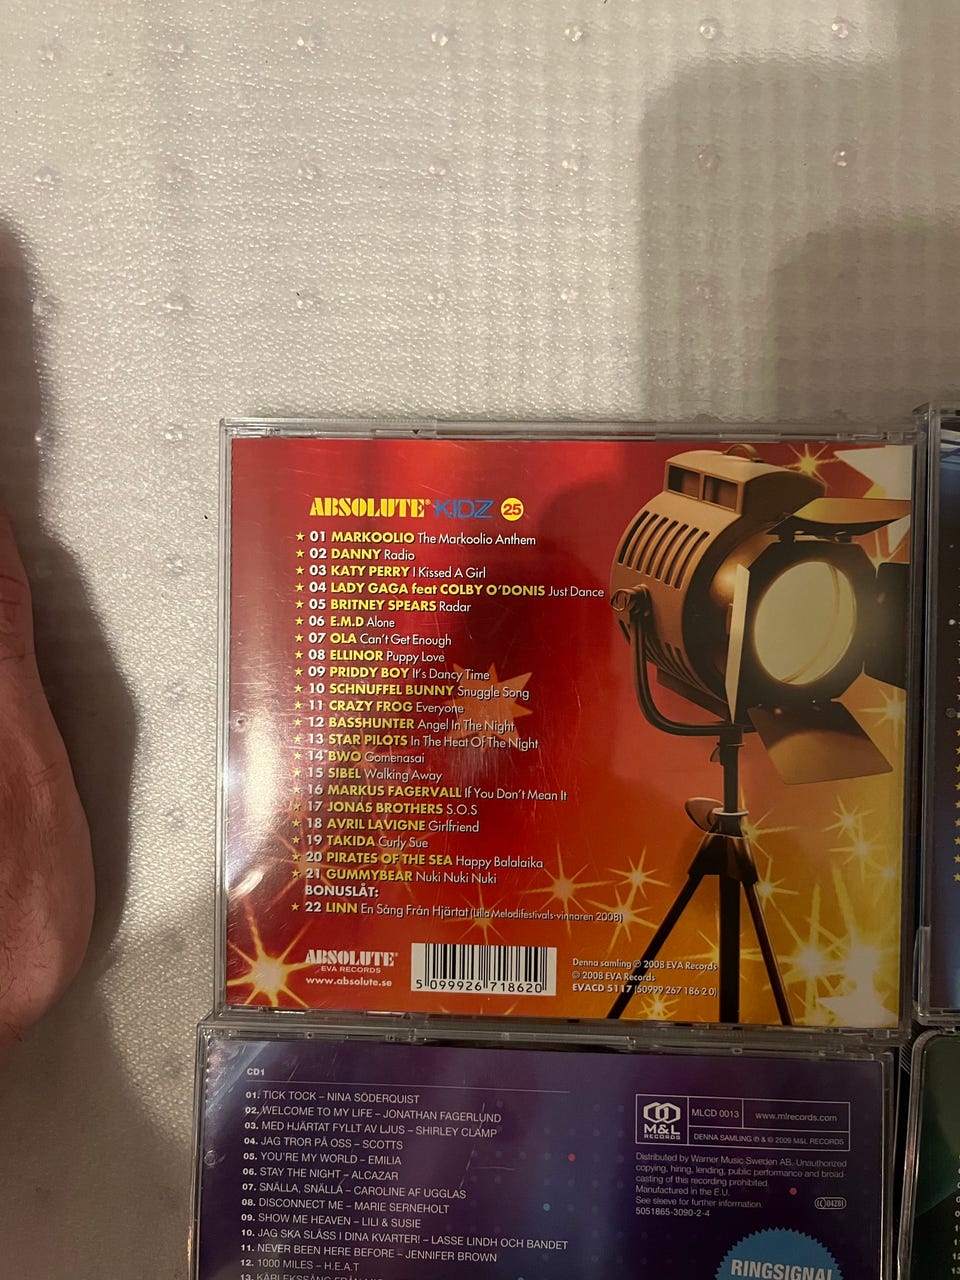 ABSOLUTE® KIDZ 25
★ 01 MARKOOLIO The Markoolio Anthem
★ 02 DANNY Radio
★ 03 KATY PERRY I Kissed A Girl
★ 04 LADY GAGA feat COLBY O'DONIS Just Dance
★ 05 BRITNEY SPEARS Radar
★ 06 E.M.D Alone
★ 07 OLA Can't Get Enough
★ 08 ELLINOR Puppy Love
★ 09 PRIDDY BOY It's Dancy Time
★ 10 SCHNUFFEL BUNNY Snuggle Song
★ 11 CRAZY FROG Everyone
★ 12 BASSHUNTER Angel In The Night
★ 13 STAR PILOTS In The Heat Of The Night
★ 14 BWO Gomenasai
★ 15 SIBEL Walking Away
★ 16 MARKUS FAGERVALL If You Don't Mean It
★ 17 JONAS BROTHERS S.O.S
★ 18 AVRIL LAVIGNE Girlfriend
★ 19 TAKIDA Curly Sue
★ 20 PIRATES OF THE SEA Happy Balalaika
★ 21 GUMMYBEAR Nuki Nuki Nuki
BONUSLÅT:
★ 22 LINN En Sång Från Hjärtat (Lilla Melodifestivals-vinnaren 2008)
ABSOLUTE®
EVA RECORDS
www.absolute.se
5 099926 718620
Denna samling ℗ 2008 EVA Records
© 2008 EVA Records
EVACD 5117 (50999 267 186 2 0)
CD1
01. TICK TOCK – NINA SÖDERQUIST
02. WELCOME TO MY LIFE – JONATHAN FAGERLUND
03. MED HJÄRTAT FYLLT AV LJUS – SHIRLEY CLAMP
04. JAG TROR PÅ OSS – SCOTTS
05. YOU'RE MY WORLD – EMILIA
06. STAY THE NIGHT – ALCAZAR
07. SNÄLLA, SNÄLLA – CAROLINE AF UGGLAS
08. DISCONNECT ME – MARIE SERNEHOLT
09. SHOW ME HEAVEN – LILI & SUSIE
10. JAG SKA SLÅSS I DINA KVARTER! – LASSE LINDH OCH BANDET
11. NEVER BEEN HERE BEFORE – JENNIFER BROWN
12. 1000 MILES – H.E.A.T
M&L
RECORDS
MLCD 0013
www.mlrecords.com
DENNA SAMLING ℗ & © 2009 M&L RECORDS
Distributed by Warner Music Sweden AB. Unauthorized
copying, hiring, lending, public performance and broad-
casting of this recording prohibited.
Manufactured in the E.U.
See sleeve for further information.
5051865-3090-2-4
LC 04281
RINGSIGNAL